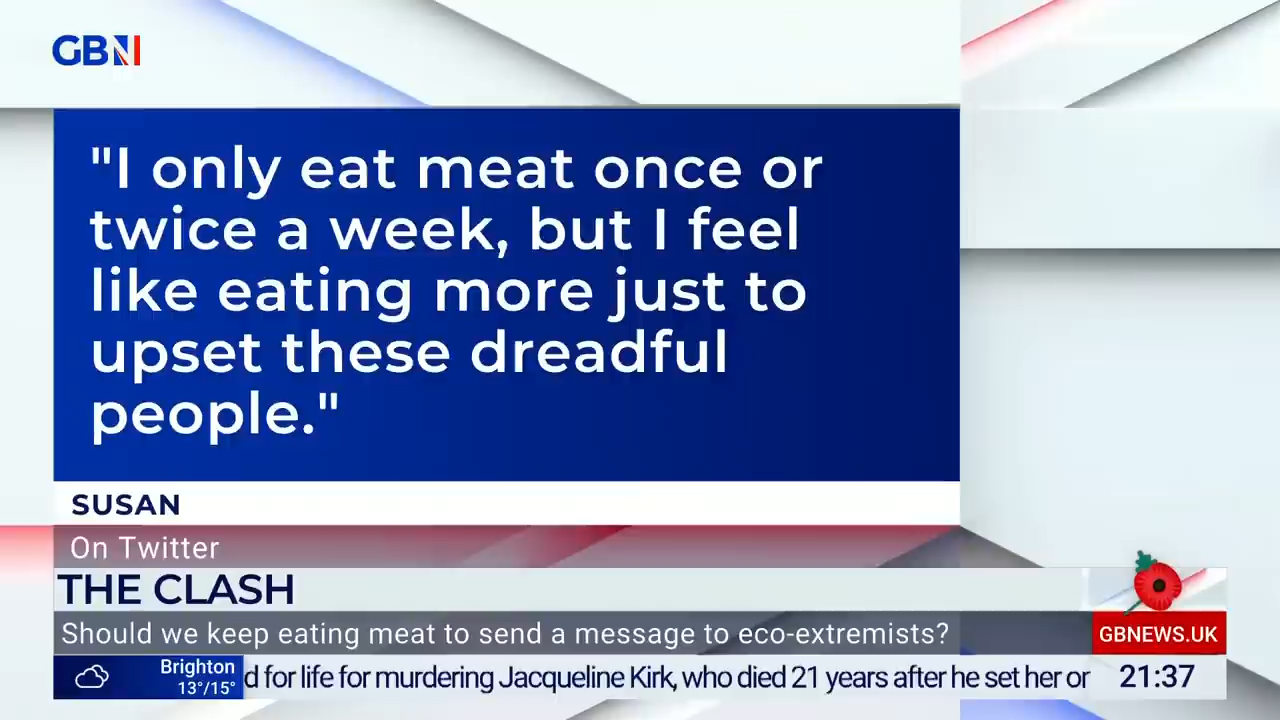 GBN
"I only eat meat once or
twice a week, but I feel
like eating more just to
upset these dreadful
people."
SUSAN
On Twitter
THE CLASH
Should we keep eating meat to send a message to eco-extremists?
GBNEWS.UK
Brighton
13°/15°
d for life for murdering Jacqueline Kirk, who died 21 years after he set her or
21:37